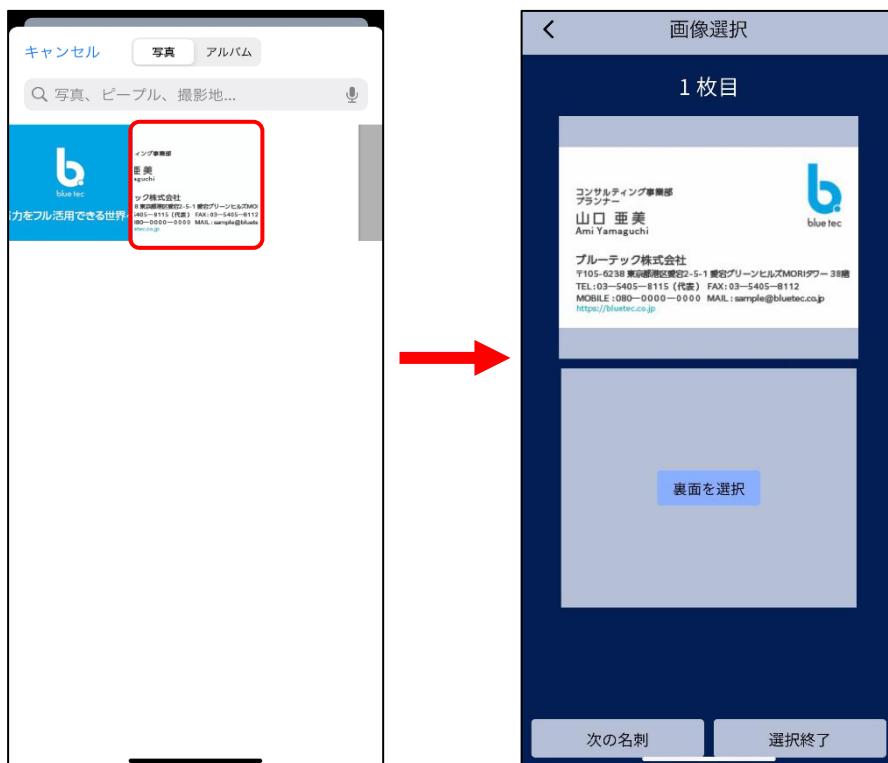 キャンセル
写真
アルバム
写真、ピープル、撮影地...
blue tec
力をフル活用できる世界
ィング事業部
亜 美
aguchi
ック株式会社
8 東京都港区愛宕2-5-1 愛宕グリーンヒルズMO
5405—8115 (代表) FAX:03—5405—8112
080—0000—0000 MAIL:sample@bluete
etec.co.jp
画像選択
1 枚目
コンサルティング事業部
プランナー
山口 亜美
Ami Yamaguchi
blue tec
ブルーテック株式会社
〒105-6238 東京都港区愛宕2-5-1 愛宕グリーンヒルズMORIタワー 38階
TEL:03—5405—8115 (代表) FAX:03—5405—8112
MOBILE:080—0000—0000 MAIL:sample@bluetec.co.jp
https://bluetec.co.jp
裏面を選択
次の名刺
選択終了